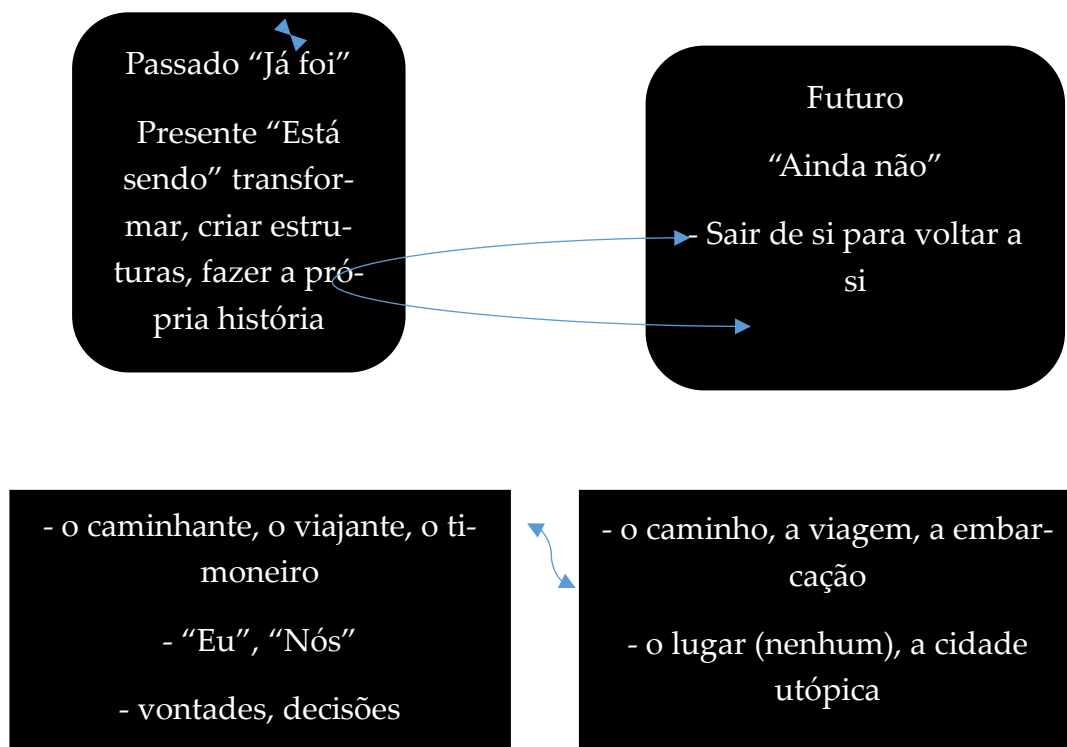 Passado “Já foi”
Presente “Está
sendo” transfor-
mar, criar estru-
turas, fazer a pró-
pria história
Futuro
“Ainda não”
- Sair de si para voltar a
si
- o caminhante, o viajante, o ti-
moneiro
- “Eu”, “Nós”
- vontades, decisões
- o caminho, a viagem, a embar-
cação
- o lugar (nenhum), a cidade
utópica